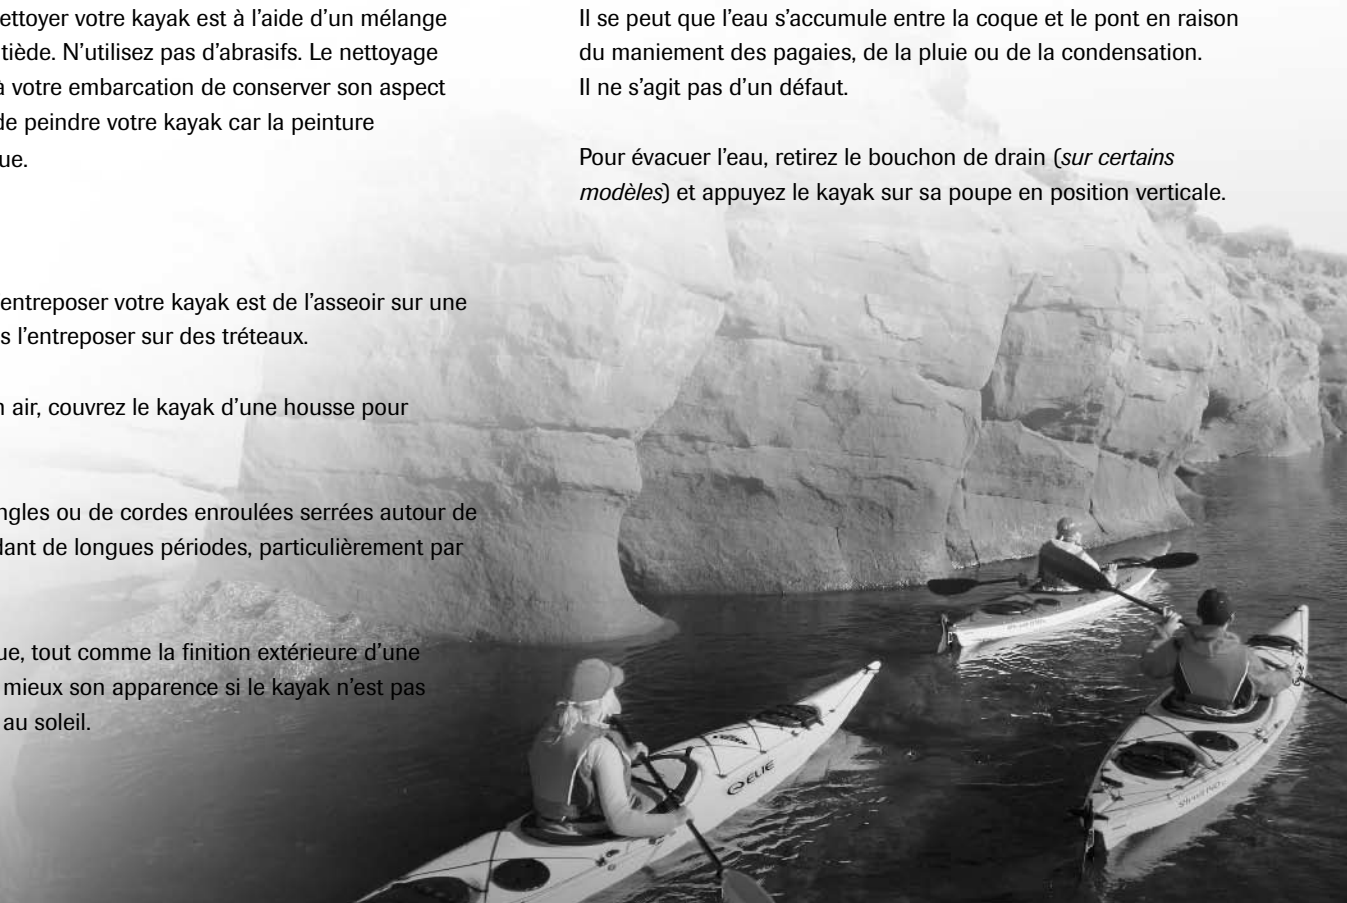 ettoyer votre kayak est à l’aide d’un mélange
tiède. N’utilisez pas d’abrasifs. Le nettoyage
à votre embarcation de conserver son aspect
de peindre votre kayak car la peinture
ue.
’entreposer votre kayak est de l’asseoir sur une
s l’entreposer sur des tréteaux.
n air, couvrez le kayak d’une housse pour
ngles ou de cordes enroulées serrées autour de
dant de longues périodes, particulièrement par
ue, tout comme la finition extérieure d’une
mieux son apparence si le kayak n’est pas
au soleil.
Il se peut que l’eau s’accumule entre la coque et le pont en raison
du maniement des pagaies, de la pluie ou de la condensation.
Il ne s’agit pas d’un défaut.
Pour évacuer l’eau, retirez le bouchon de drain (sur certains
modèles) et appuyez le kayak sur sa poupe en position verticale.
ELIE